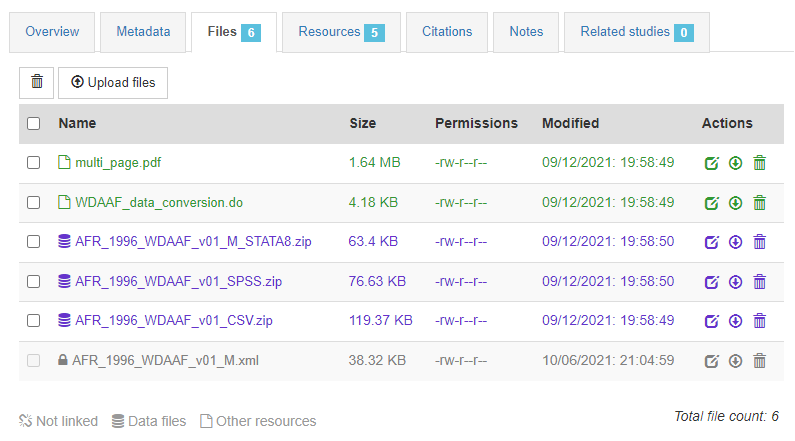 Overview Metadata Files 6 Resources 5 Citations Notes Related studies 0
Upload files
Name Size Permissions Modified Actions
multi_page.pdf 1.64 MB -rw-r--r-- 09/12/2021: 19:58:49
WDAAF_data_conversion.do 4.18 KB -rw-r--r-- 09/12/2021: 19:58:49
AFR_1996_WDAAF_v01_M_STATA8.zip 63.4 KB -rw-r--r-- 09/12/2021: 19:58:50
AFR_1996_WDAAF_v01_SPSS.zip 76.63 KB -rw-r--r-- 09/12/2021: 19:58:50
AFR_1996_WDAAF_v01_CSV.zip 119.37 KB -rw-r--r-- 09/12/2021: 19:58:49
AFR_1996_WDAAF_v01_M.xml 38.32 KB -rw-r--r-- 10/06/2021: 21:04:59
Not linked Data files Other resources Total file count: 6